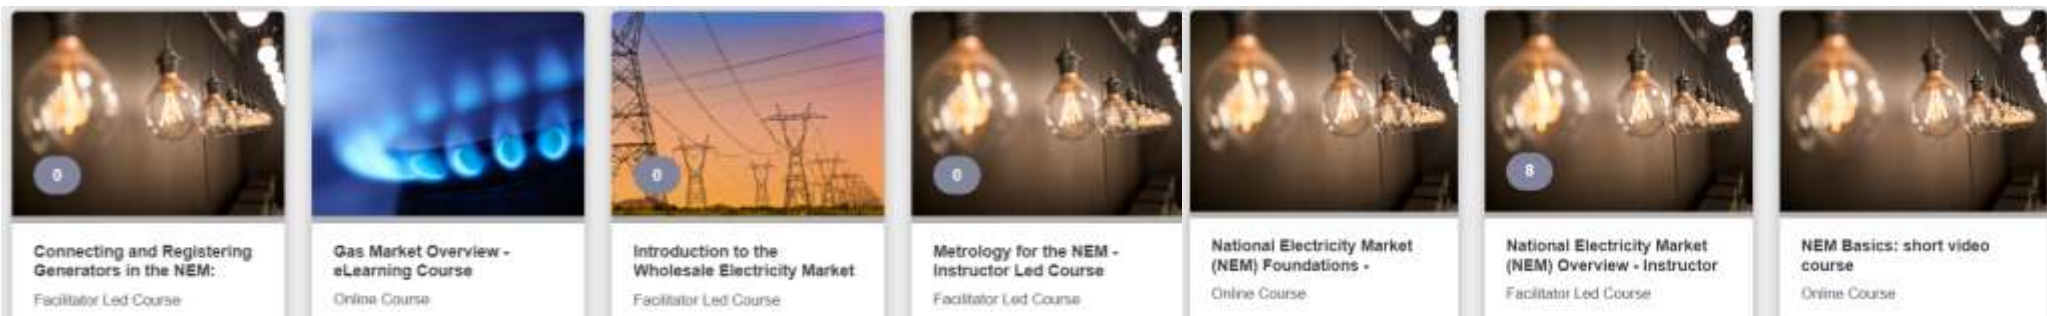 0
Connecting and Registering
Generators in the NEM:
Facilitator Led Course
Gas Market Overview -
eLearning Course
Online Course
0
Introduction to the
Wholesale Electricity Market
Facilitator Led Course
0
Metrology for the NEM -
Instructor Led Course
Facilitator Led Course
National Electricity Market
(NEM) Foundations -
Online Course
8
National Electricity Market
(NEM) Overview - Instructor
Facilitator Led Course
NEM Basics: short video
course
Online Course